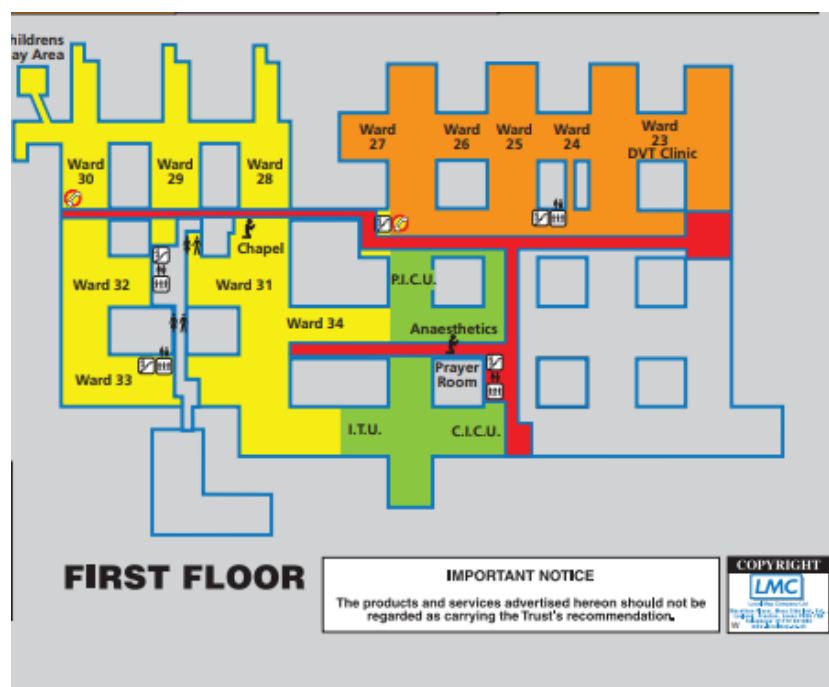 hildrens
ay Area
Ward
30
Ward
29
Ward
28
Ward
27
Ward
26
Ward
25
Ward
24
Ward
23
DVT Clinic
Chapel
Ward 32
Ward 31
P.I.C.U.
Ward 34
Anaesthetics
Prayer
Room
Ward 33
I.T.U.
C.I.C.U.
FIRST FLOOR
IMPORTANT NOTICE
The products and services advertised hereon should not be
regarded as carrying the Trust's recommendation.
COPYRIGHT
LMC
W